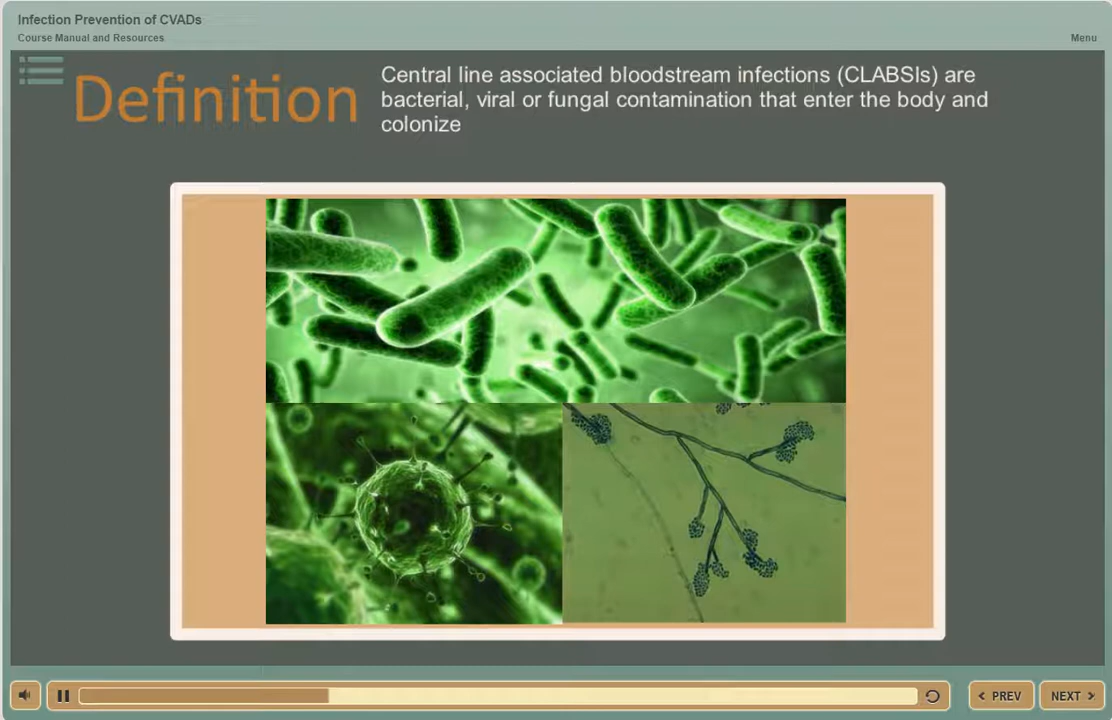 Infection Prevention of CVADs
Course Manual and Resources
Menu
Definition
Central line associated bloodstream infections (CLABSIs) are
bacterial, viral or fungal contamination that enter the body and
colonize
PREV
NEXT